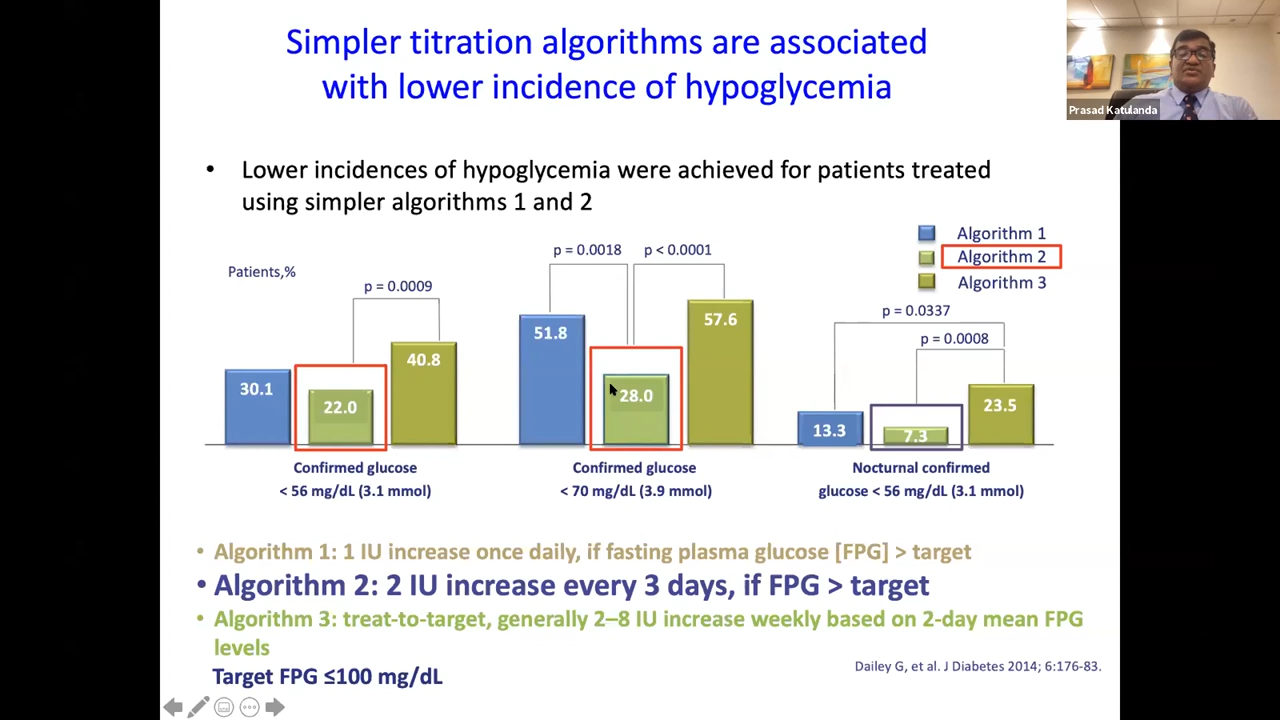 Simpler titration algorithms are associated
with lower incidence of hypoglycemia
Prasad Katulanda
• Lower incidences of hypoglycemia were achieved for patients treated
using simpler algorithms 1 and 2
Algorithm 1
Algorithm 2
Algorithm 3
Patients,%
p = 0.0009
p = 0.0018
p < 0.0001
p = 0.0337
p = 0.0008
30.1
22.0
40.8
51.8
28.0
57.6
13.3
7.3
23.5
Confirmed glucose
< 56 mg/dL (3.1 mmol)
Confirmed glucose
< 70 mg/dL (3.9 mmol)
Nocturnal confirmed
glucose < 56 mg/dL (3.1 mmol)
• Algorithm 1: 1 IU increase once daily, if fasting plasma glucose [FPG] > target
• Algorithm 2: 2 IU increase every 3 days, if FPG > target
• Algorithm 3: treat-to-target, generally 2–8 IU increase weekly based on 2-day mean FPG
levels
Target FPG ≤100 mg/dL
Dailey G, et al. J Diabetes 2014; 6:176-83.